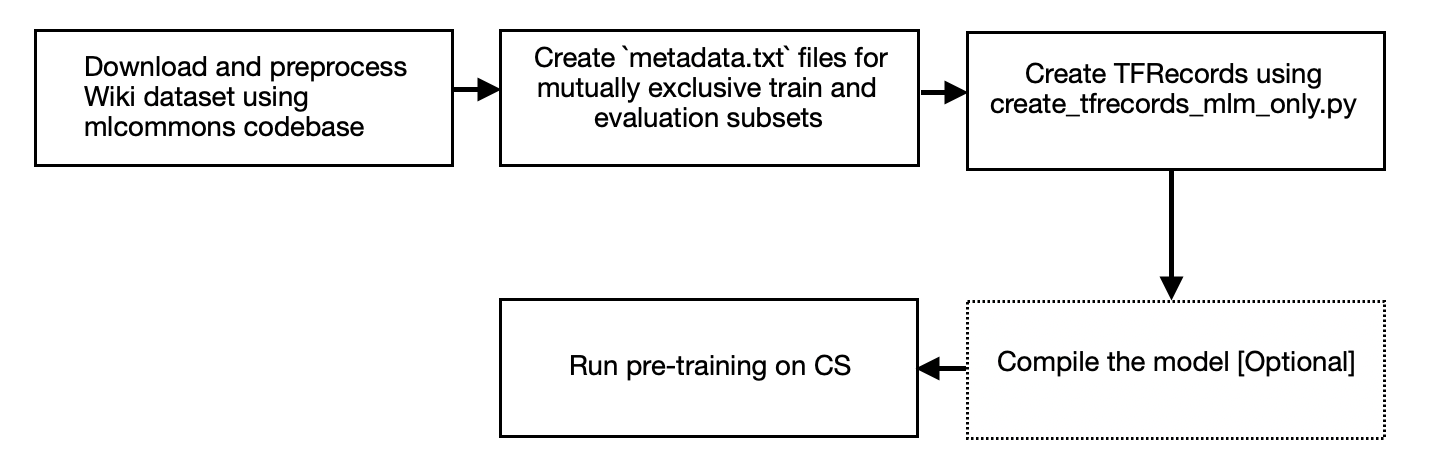 Download and preprocess
Wiki dataset using
mlcommons codebase
Create `metadata.txt` files for
mutually exclusive train and
evaluation subsets
Create TFRecords using
create_tfrecords_mlm_only.py
Compile the model [Optional]
Run pre-training on CS